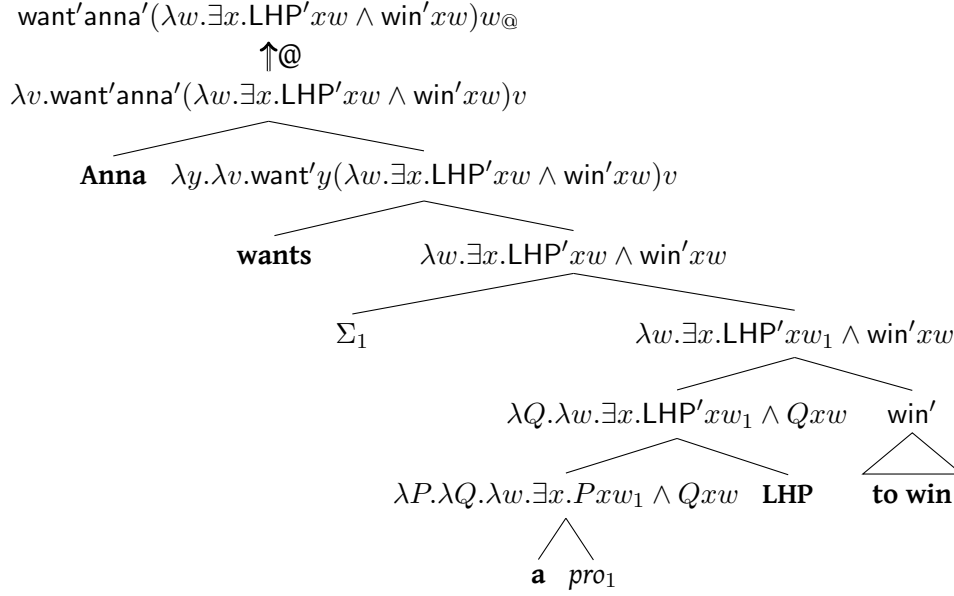 want′anna′(λw.∃x.LHP′xw ∧ win′xw)w@
⇑@
λv.want′anna′(λw.∃x.LHP′xw ∧ win′xw)v
Anna λy.λv.want′y(λw.∃x.LHP′xw ∧ win′xw)v
wants λw.∃x.LHP′xw ∧ win′xw
Σ₁ λw.∃x.LHP′xw₁ ∧ win′xw
λQ.λw.∃x.LHP′xw₁ ∧ Qxw win′
λP.λQ.λw.∃x.Pxw₁ ∧ Qxw LHP to win
a pro₁